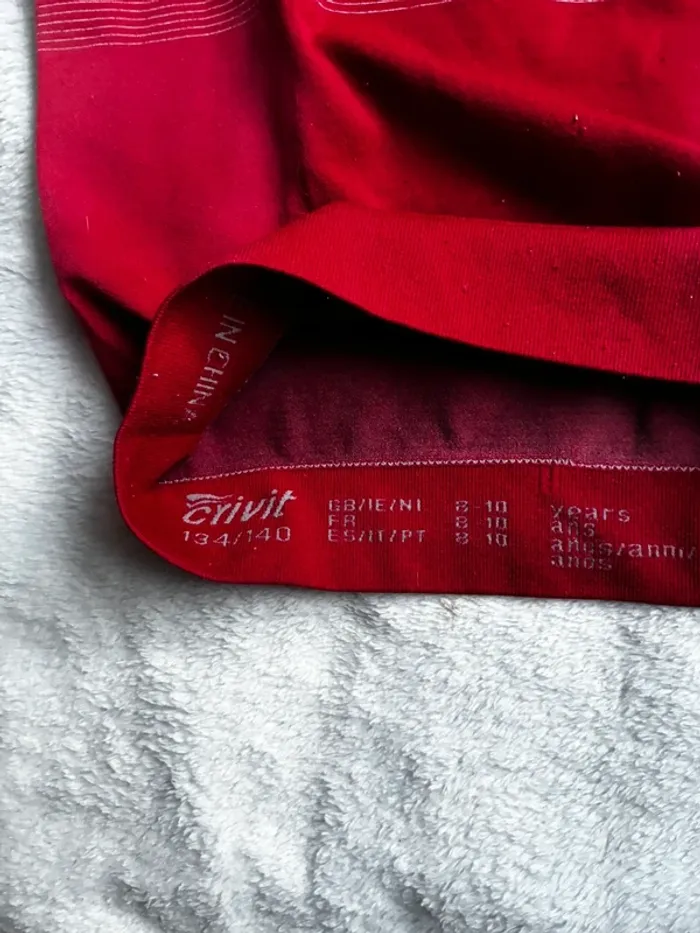 IN CHINA
crivit
134/140
GB/IE/NI 8-10 years
FR 8-10 ans
ES/IT/PT 8-10 años/anni/
anos